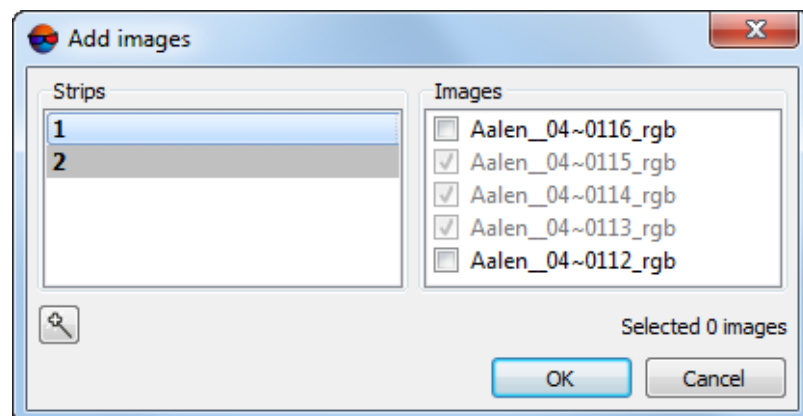 Add images
Strips
1
2
Images
Aalen__04~0116_rgb
Aalen__04~0115_rgb
Aalen__04~0114_rgb
Aalen__04~0113_rgb
Aalen__04~0112_rgb
Selected 0 images
OK
Cancel